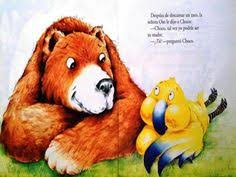 Después de descansar un rato, la
señora Oso le dijo a Choco:
—Choco, tal vez yo podría ser
tu madre.
—¿Tú? —preguntó Choco.